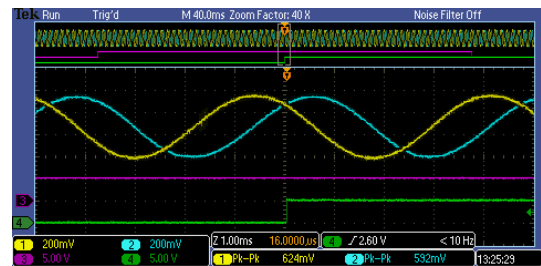 Tek Run Trig'd M 40.0ms Zoom Factor: 40 X Noise Filter Off
3
4
1 200mV 2 200mV Z 1.00ms 16.0000µs 4 2.60 V < 10 Hz
3 5.00 V 4 5.00 V 1 Pk-Pk 624mV 2 Pk-Pk 592mV 13:25:29